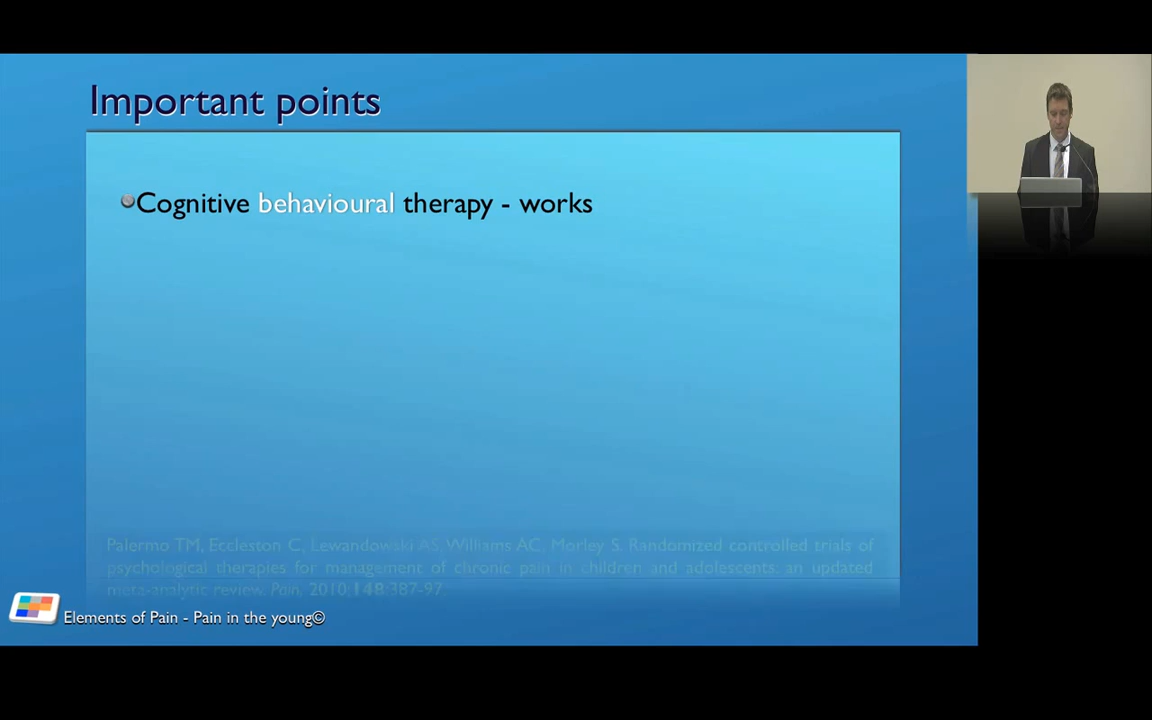 Important points
Cognitive behavioural therapy - works
Palermo TM, Eccleston C, Lewandowski AS, Williams AC, Morley S. Randomized controlled trials of
psychological therapies for management of chronic pain in children and adolescents: an updated
meta-analytic review. Pain, 2010;148:387-97
Elements of Pain - Pain in the young©